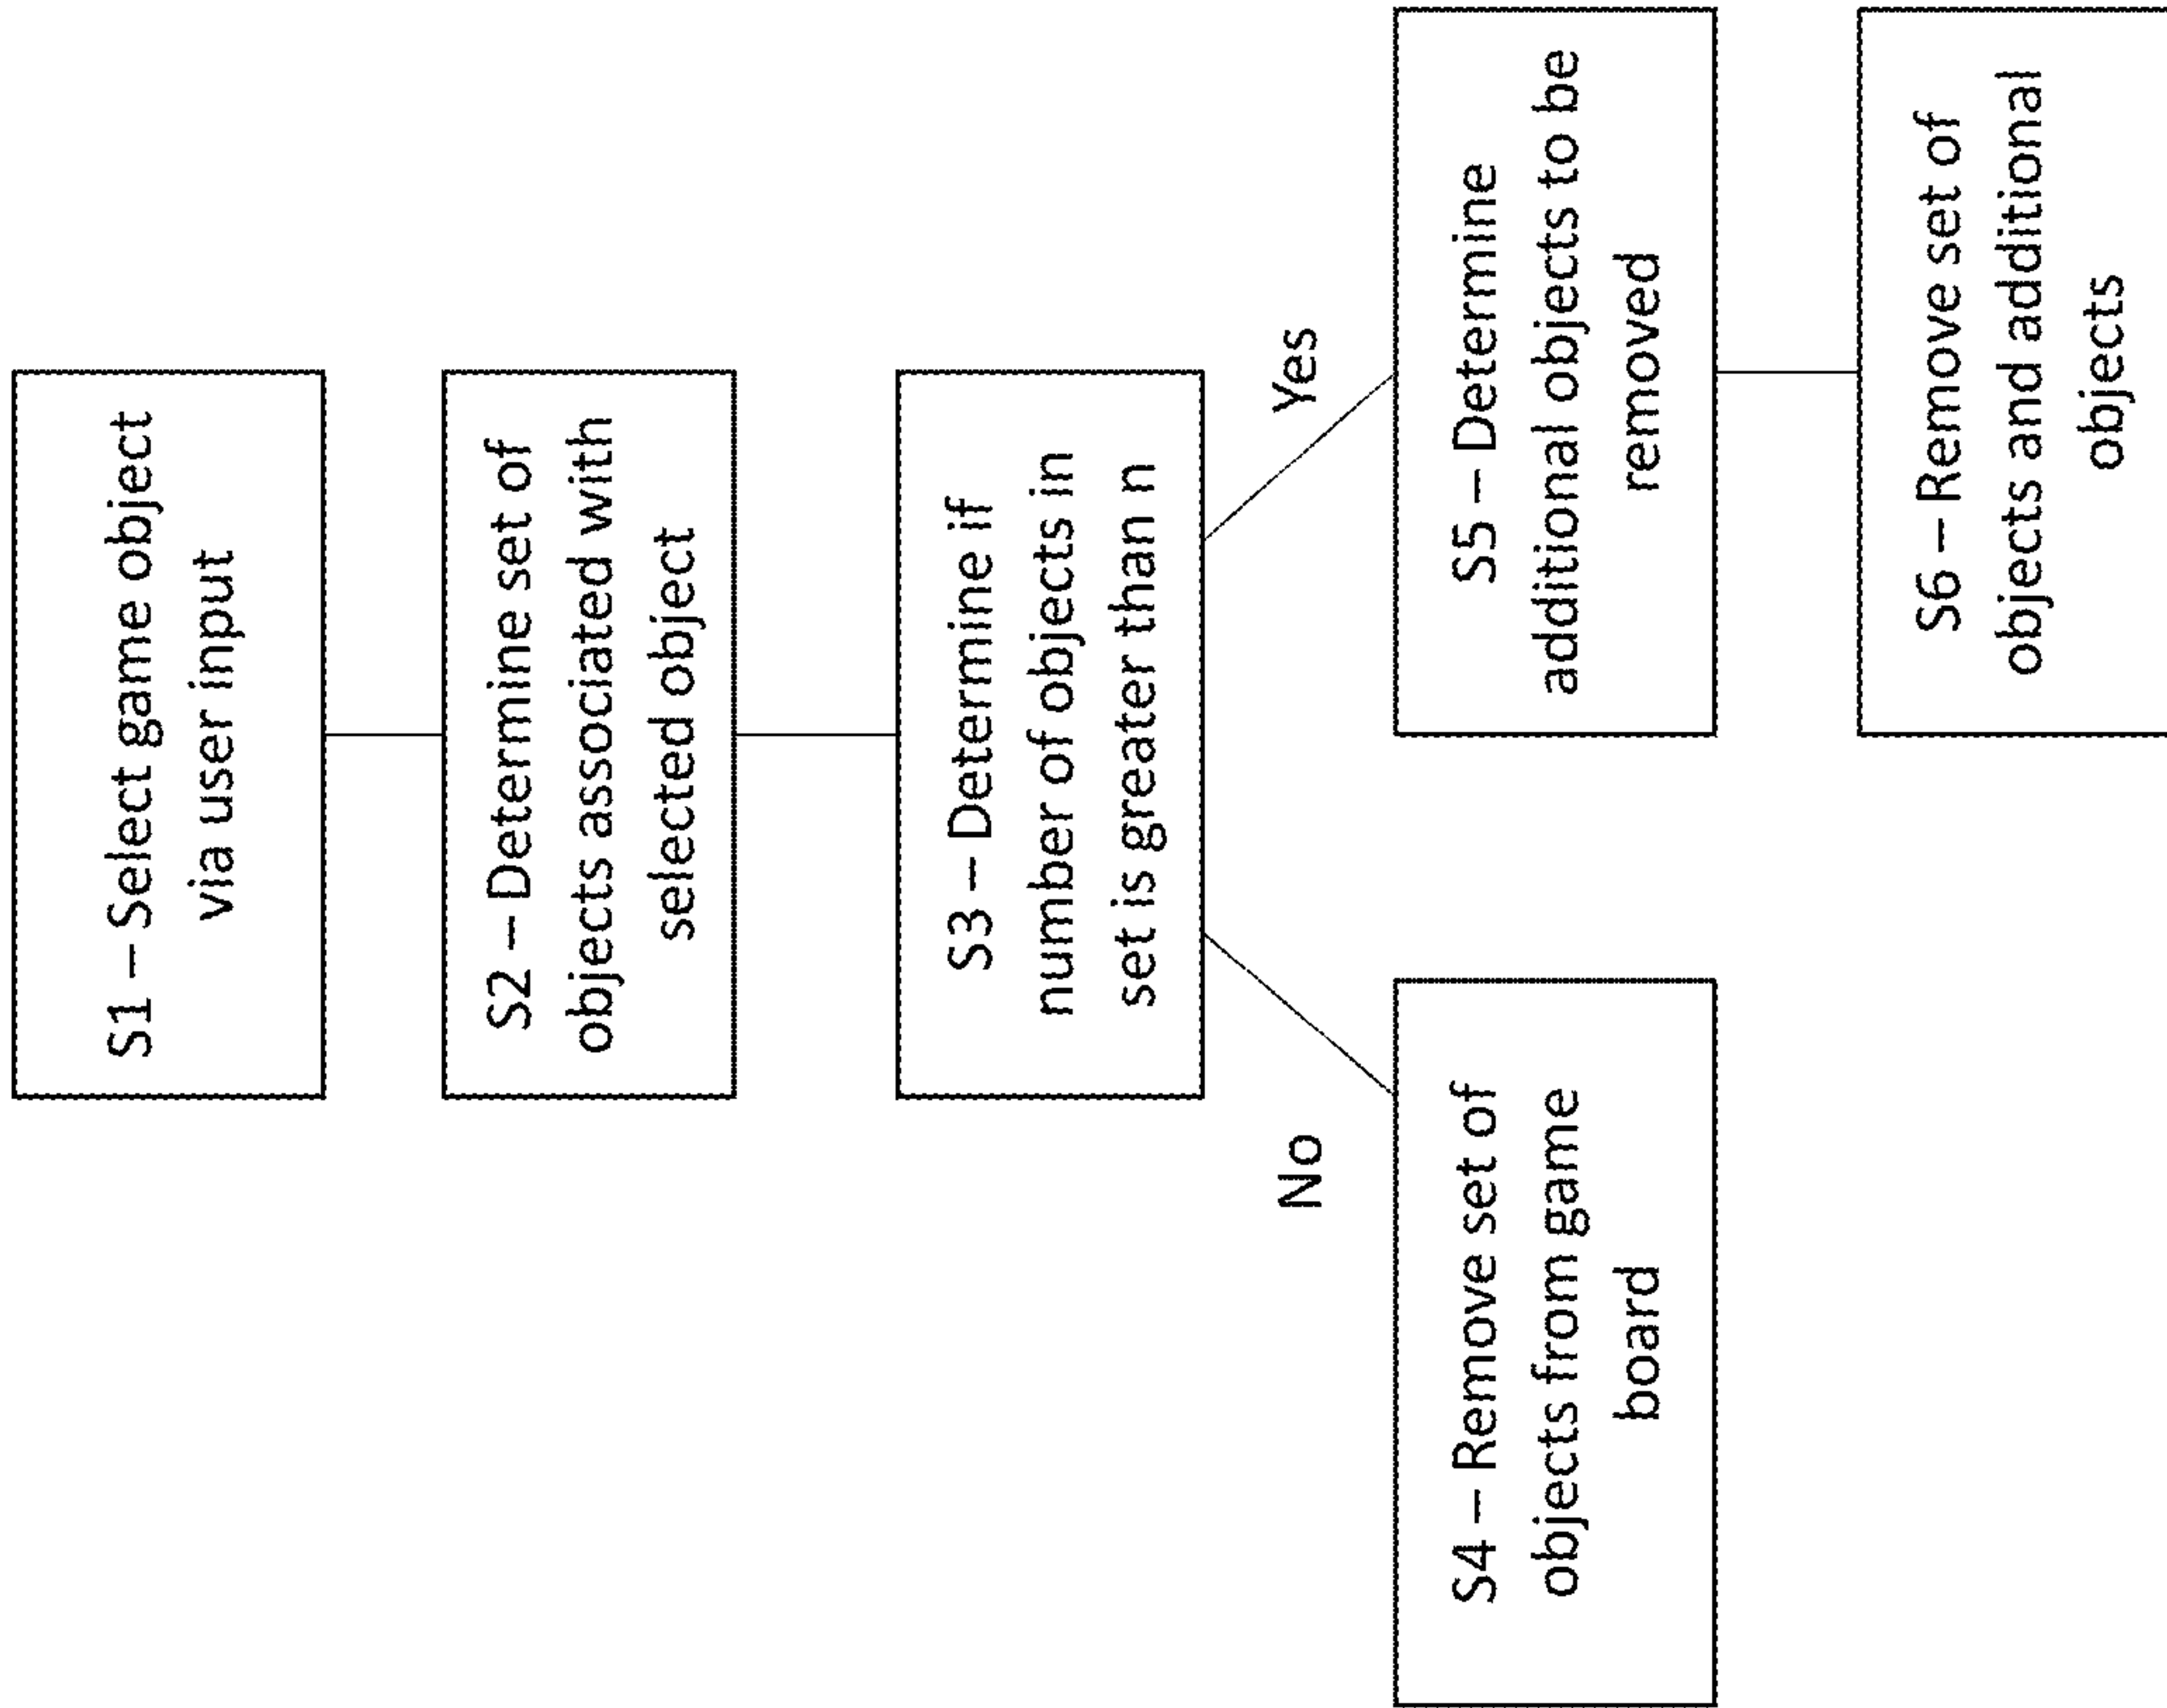 S1 – Select game object
via user input
S2 – Determine set of
objects associated with
selected object
S3 – Determine if
number of objects in
set is greater than n
No
Yes
S4 – Remove set of
objects from game
board
S5 – Determine
additional objects to be
removed
S6 – Remove set of
objects and additional
objects